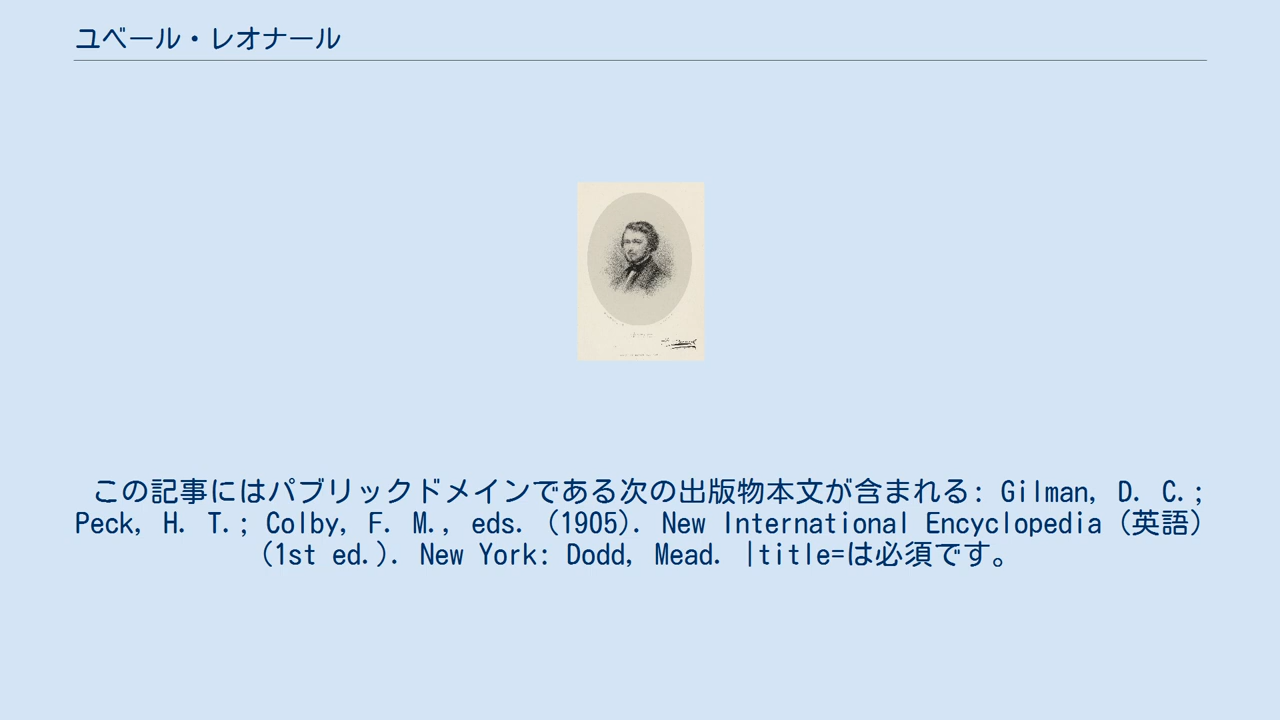 ユベール・レオナール
この記事にはパブリックドメインである次の出版物本文が含まれる: Gilman, D. C.;
Peck, H. T.; Colby, F. M., eds. (1905). New International Encyclopedia (英語)
(1st ed.). New York: Dodd, Mead. |title=は必須です。